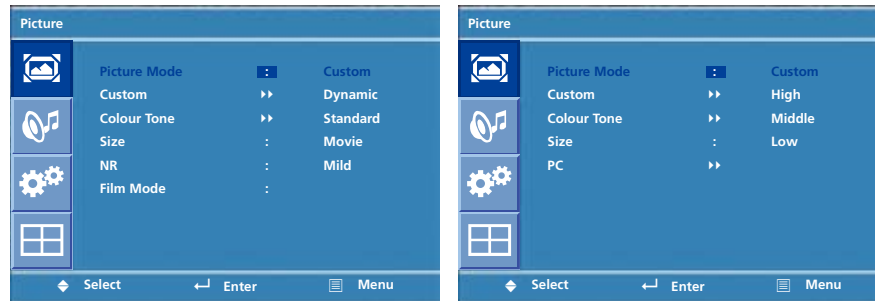 Picture
Picture Mode : Custom
Custom Dynamic
Colour Tone Standard
Size : Movie
NR : Mild
Film Mode :
Select Enter Menu
Picture
Picture Mode : Custom
Custom High
Colour Tone Middle
Size : Low
PC
Select Enter Menu